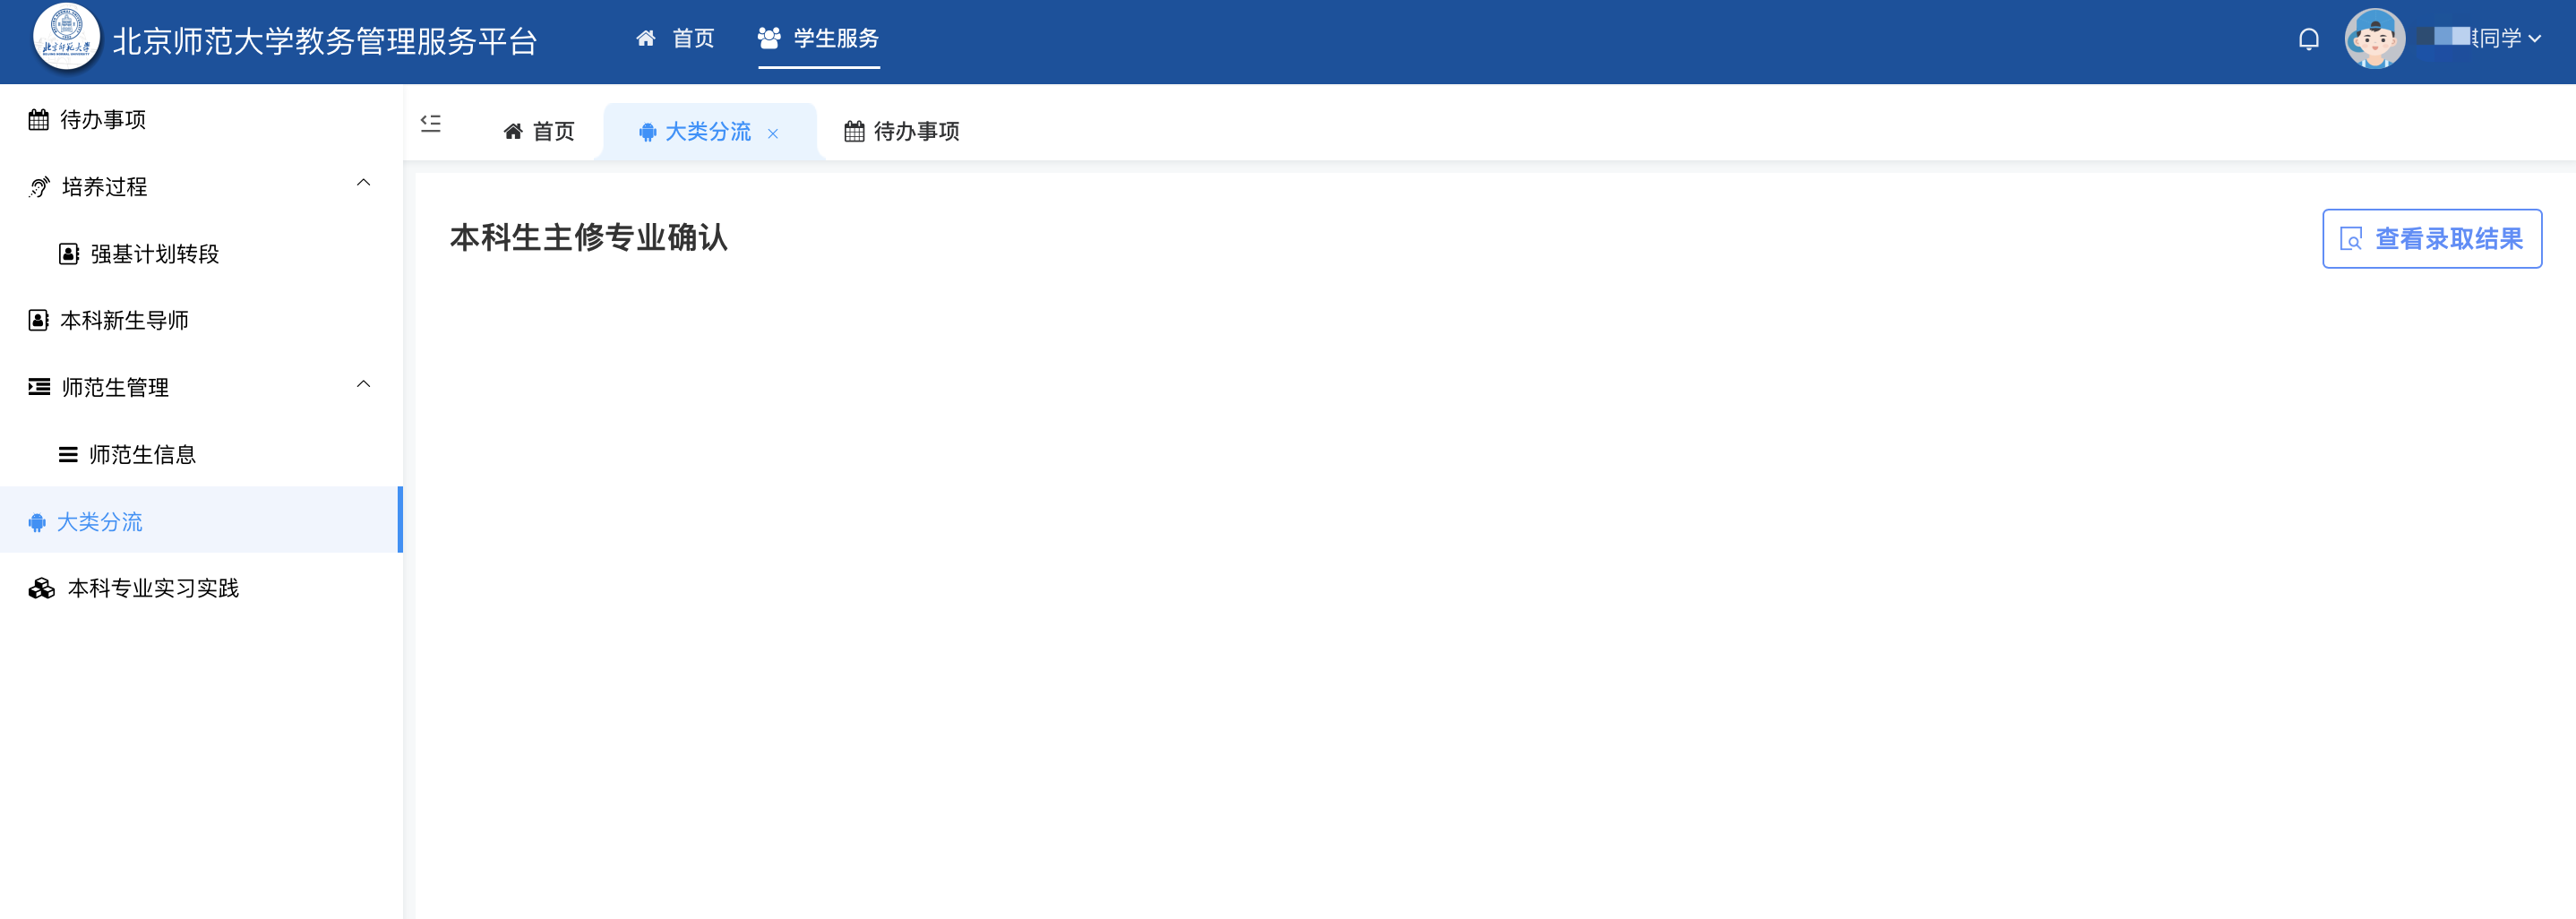 北京师范大学教务管理服务平台
首页
学生服务
同学
待办事项
培养过程
强基计划转段
本科新生导师
师范生管理
师范生信息
大类分流
本科专业实习实践
首页
大类分流
待办事项
本科生主修专业确认
查看录取结果